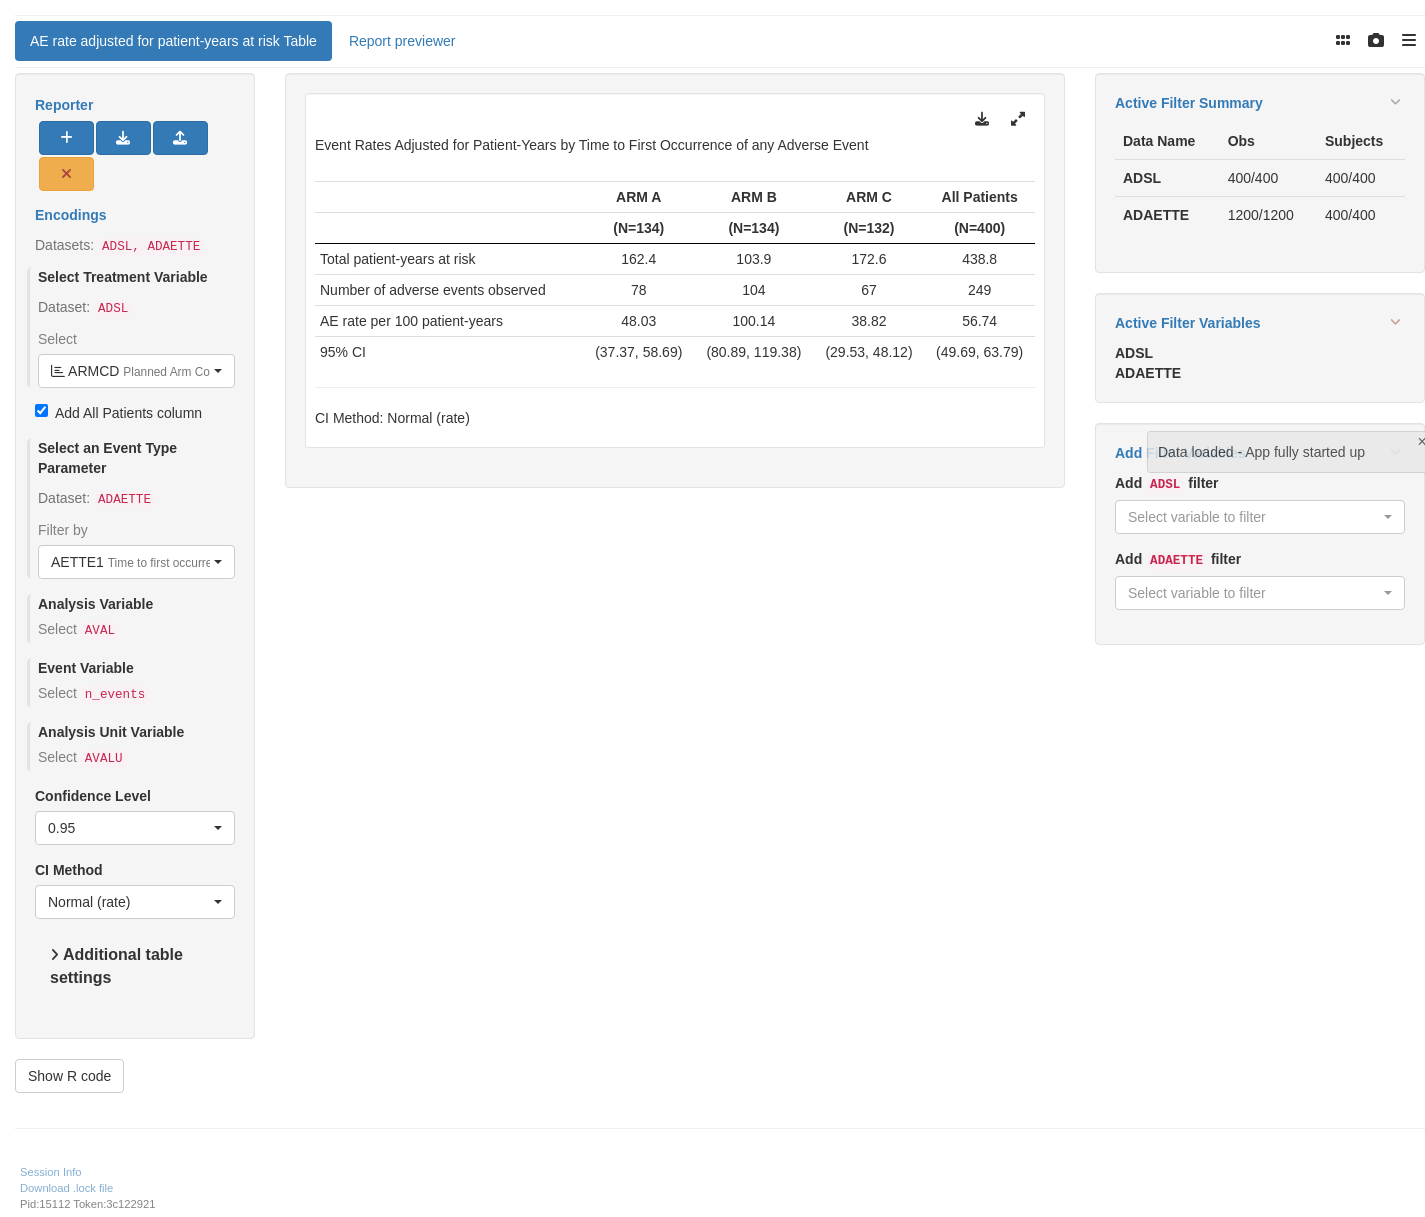 AE rate adjusted for patient-years at risk Table
Report previewer
Reporter
Encodings
Datasets: ADSL, ADAETTE
Select Treatment Variable
Dataset: ADSL
Select
ARMCD Planned Arm Co
Add All Patients column
Select an Event Type
Parameter
Dataset: ADAETTE
Filter by
AETTE1 Time to first occurre
Analysis Variable
Select AVAL
Event Variable
Select n_events
Analysis Unit Variable
Select AVALU
Confidence Level
0.95
CI Method
Normal (rate)
Additional table
settings
Show R code
Event Rates Adjusted for Patient-Years by Time to First Occurrence of any Adverse Event
ARM A ARM B ARM C All Patients
(N=134) (N=134) (N=132) (N=400)
Total patient-years at risk 162.4 103.9 172.6 438.8
Number of adverse events observed 78 104 67 249
AE rate per 100 patient-years 48.03 100.14 38.82 56.74
95% CI (37.37, 58.69) (80.89, 119.38) (29.53, 48.12) (49.69, 63.79)
CI Method: Normal (rate)
Active Filter Summary
Data Name Obs Subjects
ADSL 400/400 400/400
ADAETTE 1200/1200 400/400
Active Filter Variables
ADSL
ADAETTE
Add
Data loaded - App fully started up ×
Add ADSL filter
Select variable to filter
Add ADAETTE filter
Select variable to filter
Session Info
Download .lock file
Pid:15112 Token:3c122921